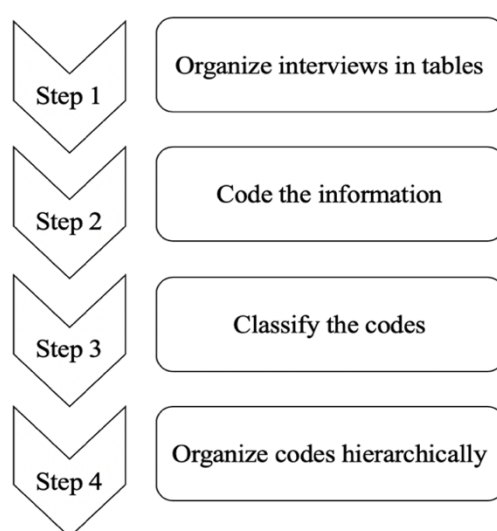 Step 1
Organize interviews in tables
Step 2
Code the information
Step 3
Classify the codes
Step 4
Organize codes hierarchically